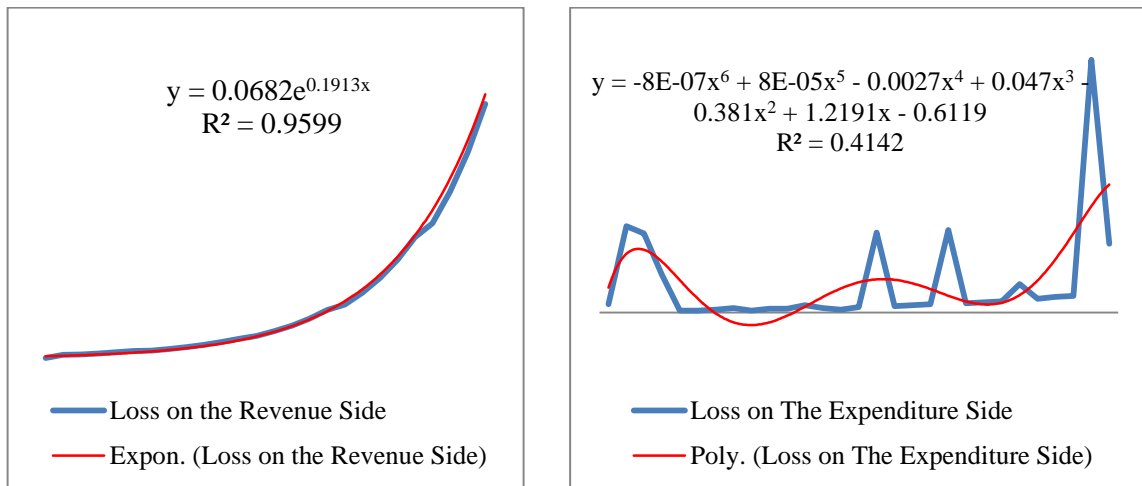 y = 0.0682e^0.1913x
R² = 0.9599
Loss on the Revenue Side
Expon. (Loss on the Revenue Side)
y = -8E-07x⁶ + 8E-05x⁵ - 0.0027x⁴ + 0.047x³ -
0.381x² + 1.2191x - 0.6119
R² = 0.4142
Loss on The Expenditure Side
Poly. (Loss on The Expenditure Side)